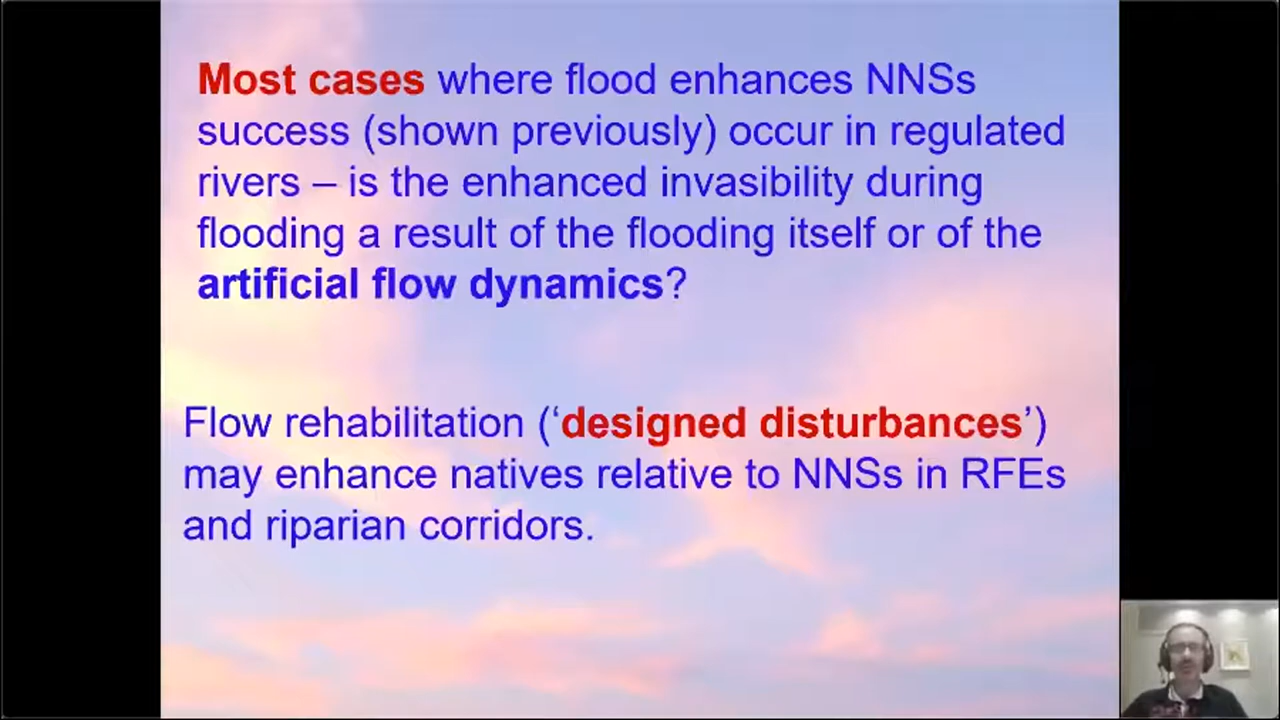 Most cases where flood enhances NNSs
success (shown previously) occur in regulated
rivers – is the enhanced invasibility during
flooding a result of the flooding itself or of the
artificial flow dynamics?
Flow rehabilitation (‘designed disturbances’)
may enhance natives relative to NNSs in RFEs
and riparian corridors.